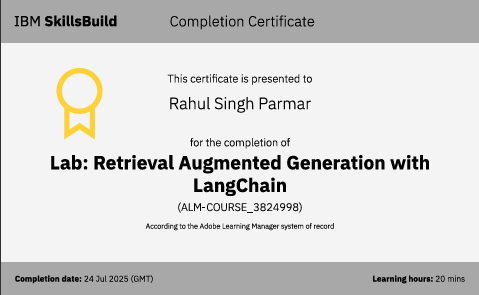 IBM SkillsBuild Completion Certificate
This certificate is presented to
Rahul Singh Parmar
for the completion of
Lab: Retrieval Augmented Generation with
LangChain
(ALM-COURSE_3824998)
According to the Adobe Learning Manager system of record
Completion date: 24 Jul 2025 (GMT) Learning hours: 20 mins